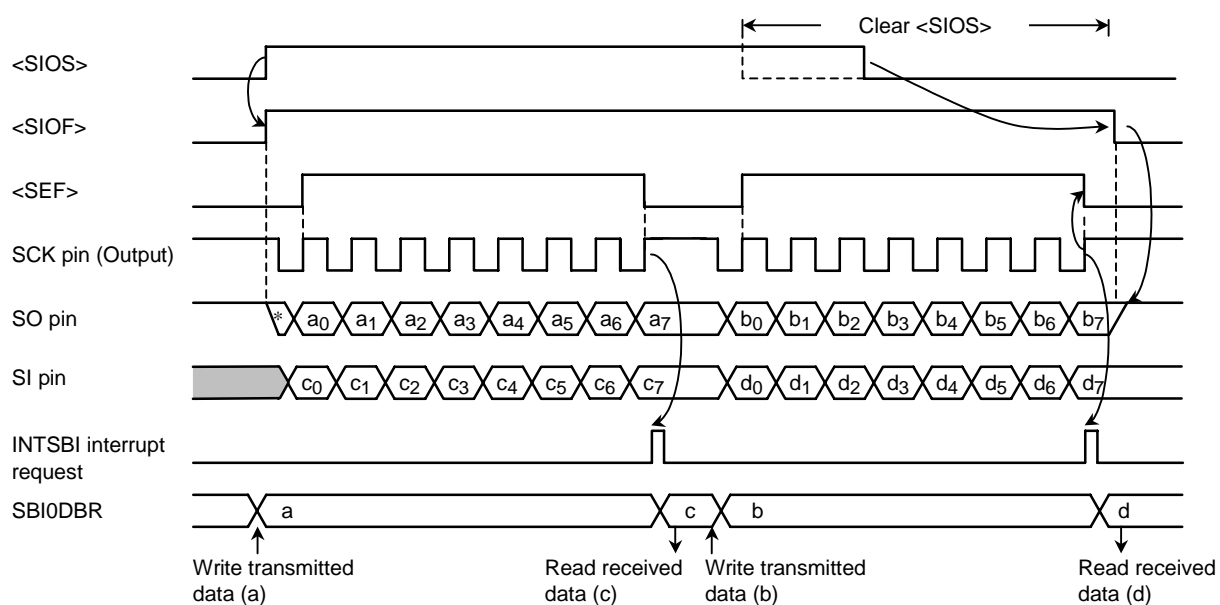 Clear <SIOS>
<SIOS>
<SIOF>
<SEF>
SCK pin (Output)
SO pin
* a0 a1 a2 a3 a4 a5 a6 a7 b0 b1 b2 b3 b4 b5 b6 b7
SI pin
c0 c1 c2 c3 c4 c5 c6 c7 d0 d1 d2 d3 d4 d5 d6 d7
INTSBI interrupt
request
SBI0DBR
a c b d
Write transmitted
data (a)
Read received
data (c)
Write transmitted
data (b)
Read received
data (d)